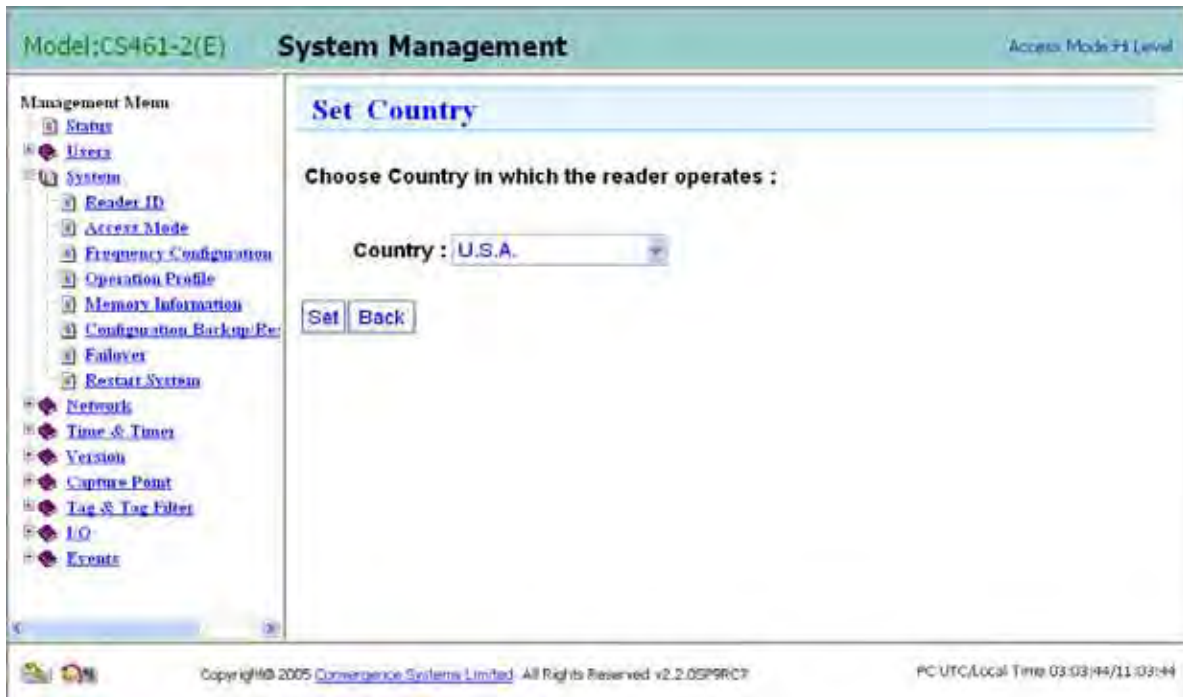 Model:CS461-2(E)
System Management
Access Mode:Hi Level
Management Menu
Status
Users
System
Reader ID
Access Mode
Frequency Configuration
Operation Profile
Memory Information
Configuration Backup/Res
Failover
Restart System
Network
Time & Timer
Version
Capture Point
Tag & Tag Filter
I/O
Events
Set Country
Choose Country in which the reader operates :
Country : U.S.A.
Set Back
Copyright© 2005 Convergence Systems Limited. All Rights Reserved v2.2.0SP9RC7
PC UTC/Local Time 03:03:44/11:03:44